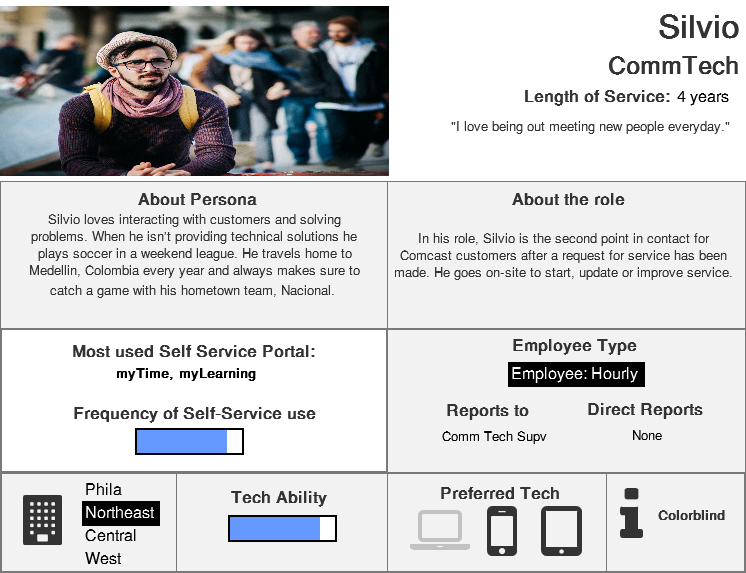 Silvio
CommTech
Length of Service: 4 years
"I love being out meeting new people everyday."
About Persona
Silvio loves interacting with customers and solving
problems. When he isn't providing technical solutions he
plays soccer in a weekend league. He travels home to
Medellin, Colombia every year and always makes sure to
catch a game with his hometown team, Nacional.
About the role
In his role, Silvio is the second point in contact for
Comcast customers after a request for service has been
made. He goes on-site to start, update or improve service.
Most used Self Service Portal:
myTime, myLearning
Frequency of Self-Service use
Employee Type
Employee: Hourly
Reports to
Comm Tech Supv
Direct Reports
None
Phila
Northeast
Central
West
Tech Ability
Preferred Tech
Colorblind